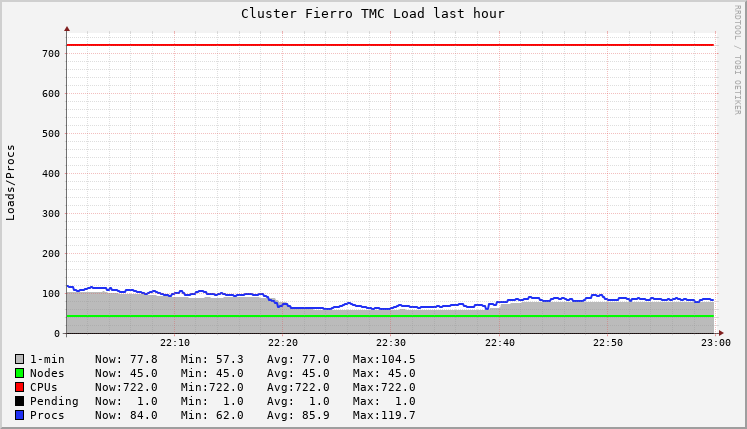 Cluster Fierro TMC Load last hour
RRDTOOL / TOBI OETIKER
Loads/Procs
700
600
500
400
300
200
100
0
22:10 22:20 22:30 22:40 22:50 23:00
1-min Now: 77.8 Min: 57.3 Avg: 77.0 Max:104.5
Nodes Now: 45.0 Min: 45.0 Avg: 45.0 Max: 45.0
CPUs Now:722.0 Min:722.0 Avg:722.0 Max:722.0
Pending Now: 1.0 Min: 1.0 Avg: 1.0 Max: 1.0
Procs Now: 84.0 Min: 62.0 Avg: 85.9 Max:119.7